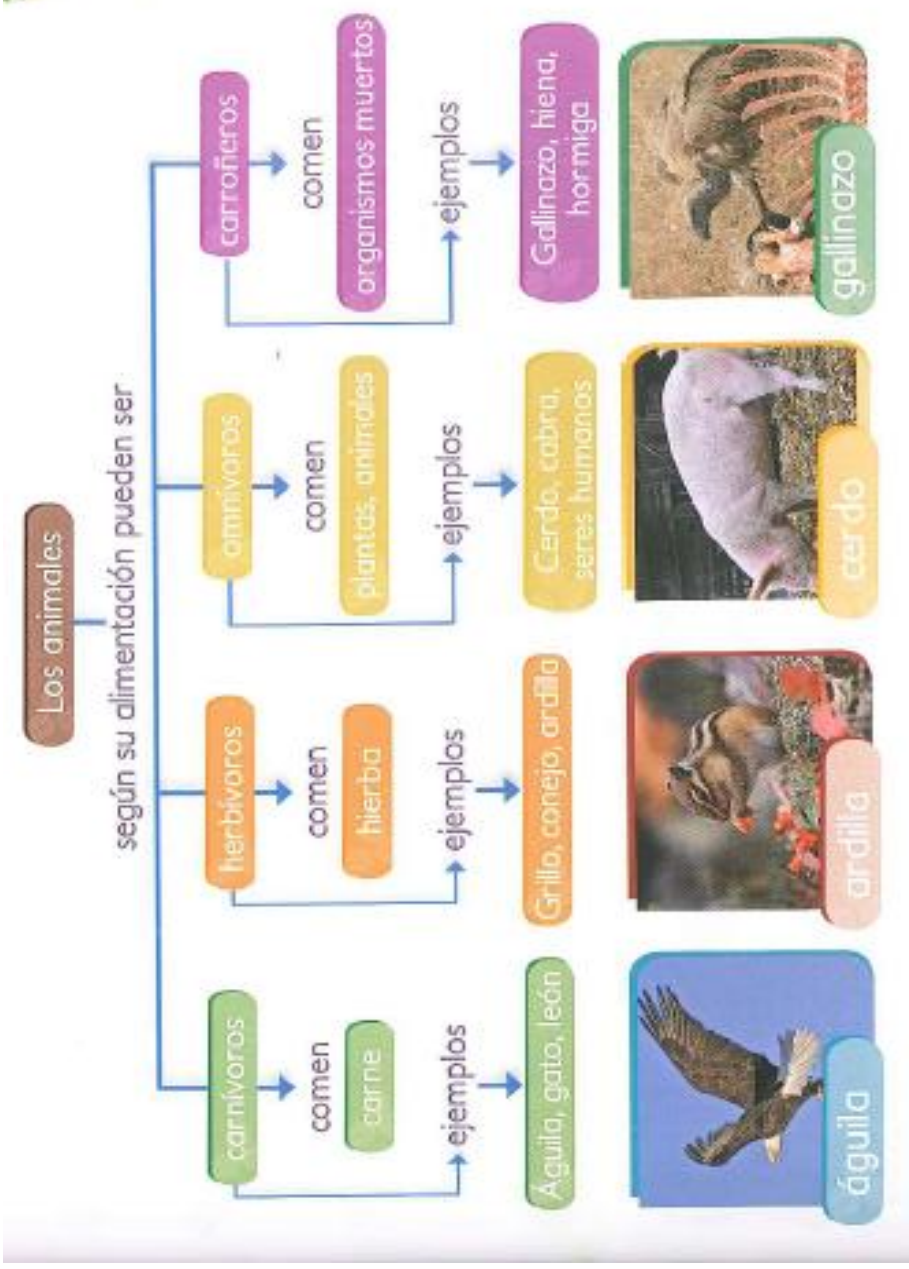 Los animales
según su alimentación pueden ser
carnívoros
comen
carne
ejemplos
Águila, gato, león
águila
herbívoros
comen
hierba
ejemplos
Grillo, conejo, ardilla
ardilla
omnívoros
comen
plantas, animales
ejemplos
Cerdo, cabra,
seres humanos
cerdo
carroñeros
comen
organismos muertos
ejemplos
Gallinazo, hiena,
hormiga
gallinazo